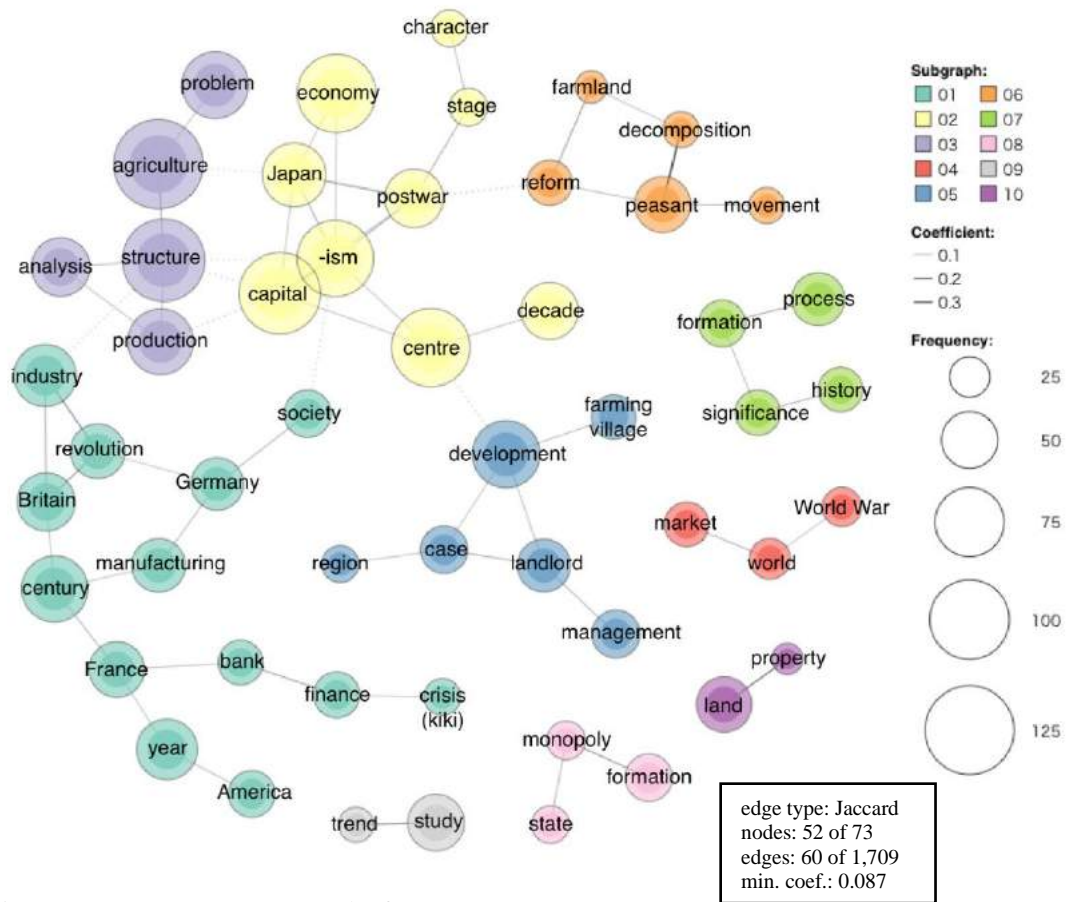 character
problem
economy
stage
farmland
decomposition
agriculture
Japan
postwar
reform
peasant
movement
analysis
structure
-ism
capital
production
decade
centre
industry
society
revolution
Germany
Britain
manufacturing
century
France
bank
finance
crisis
(kiki)
year
America
farming
village
development
region
case
landlord
management
process
formation
history
significance
World War
market
world
property
land
monopoly
formation
state
trend
study
Subgraph:
01 06
02 07
03 08
04 09
05 10
Coefficient:
0.1
0.2
0.3
Frequency:
25
50
75
100
125
edge type: Jaccard
nodes: 52 of 73
edges: 60 of 1,709
min. coef.: 0.087